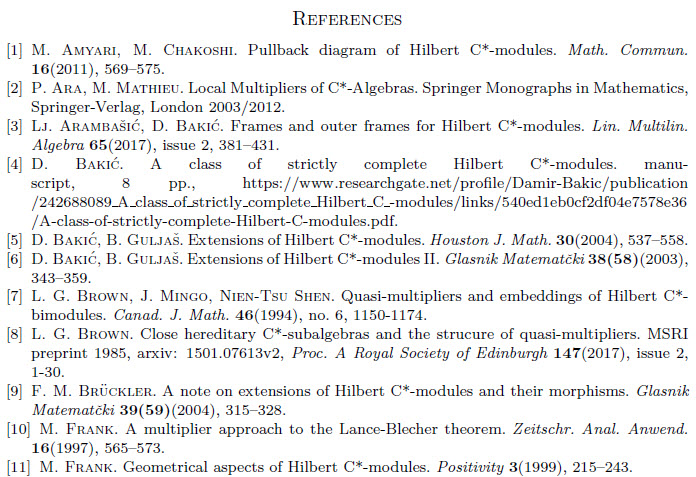 REFERENCES
[1] M. AMYARI, M. CHAKOSHI. Pullback diagram of Hilbert C*-modules. Math. Commun.
16(2011), 569–575.
[2] P. ARA, M. MATHIEU. Local Multipliers of C*-Algebras. Springer Monographs in Mathematics,
Springer-Verlag, London 2003/2012.
[3] LJ. ARAMBAŠIĆ, D. BAKIĆ. Frames and outer frames for Hilbert C*-modules. Lin. Multilin.
Algebra 65(2017), issue 2, 381–431.
[4] D. BAKIĆ. A class of strictly complete Hilbert C*-modules. manu-
script, 8 pp., https://www.researchgate.net/profile/Damir-Bakic/publication
/242688089_A_class_of_strictly_complete_Hilbert_C_-modules/links/540ed1eb0cf2df04e7578e36
/A-class-of-strictly-complete-Hilbert-C-modules.pdf.
[5] D. BAKIĆ, B. GULJAŠ. Extensions of Hilbert C*-modules. Houston J. Math. 30(2004), 537–558.
[6] D. BAKIĆ, B. GULJAŠ. Extensions of Hilbert C*-modules II. Glasnik Matematčki 38(58)(2003),
343–359.
[7] L. G. BROWN, J. MINGO, NIEN-TSU SHEN. Quasi-multipliers and embeddings of Hilbert C*-
bimodules. Canad. J. Math. 46(1994), no. 6, 1150-1174.
[8] L. G. BROWN. Close hereditary C*-subalgebras and the strucure of quasi-multipliers. MSRI
preprint 1985, arxiv: 1501.07613v2, Proc. A Royal Society of Edinburgh 147(2017), issue 2,
1-30.
[9] F. M. BRÜCKLER. A note on extensions of Hilbert C*-modules and their morphisms. Glasnik
Matematčki 39(59)(2004), 315–328.
[10] M. FRANK. A multiplier approach to the Lance-Blecher theorem. Zeitschr. Anal. Anwend.
16(1997), 565–573.
[11] M. FRANK. Geometrical aspects of Hilbert C*-modules. Positivity 3(1999), 215–243.